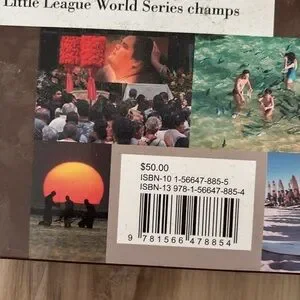 Little League World Series champs
$50.00
ISBN-10 1-56647-885-5
ISBN-13 978-1-56647-885-4
9 781566 478854